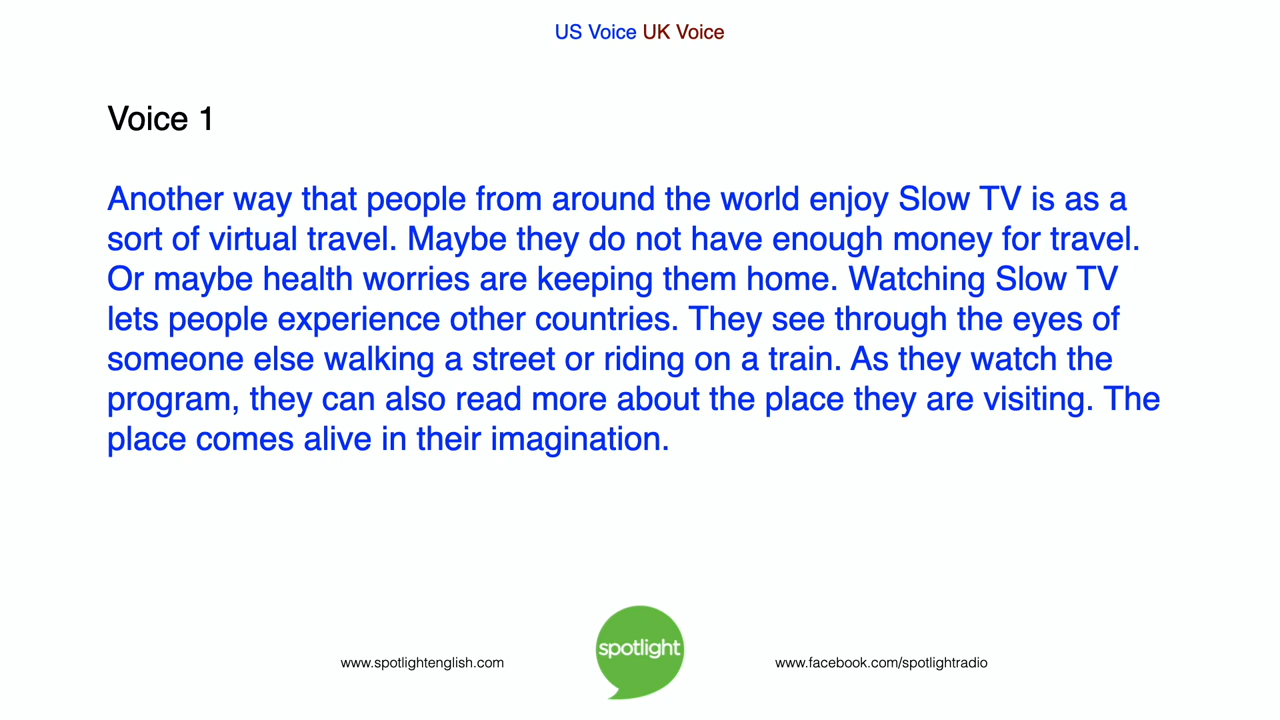 US Voice UK Voice
Voice 1
Another way that people from around the world enjoy Slow TV is as a
sort of virtual travel. Maybe they do not have enough money for travel.
Or maybe health worries are keeping them home. Watching Slow TV
lets people experience other countries. They see through the eyes of
someone else walking a street or riding on a train. As they watch the
program, they can also read more about the place they are visiting. The
place comes alive in their imagination.
www.spotlightenglish.com
spotlight
www.facebook.com/spotlightradio